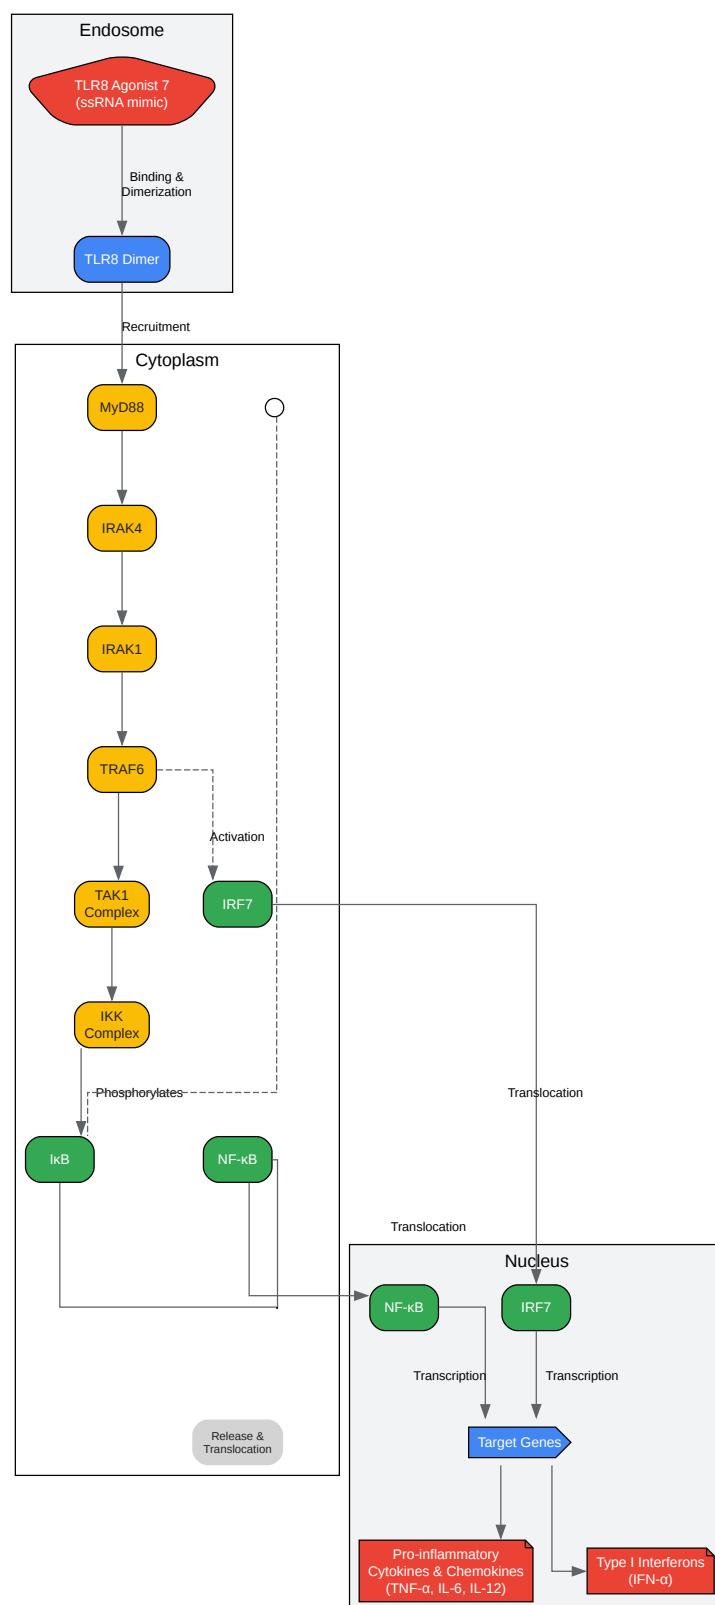 Endosome
TLR8 Agonist 7
(ssRNA mimic)
Binding &
Dimerization
TLR8 Dimer
Recruitment
Cytoplasm
MyD88
IRAK4
IRAK1
TRAF6
Activation
TAK1
Complex
IRF7
IKK
Complex
Phosphorylates
Translocation
IκB
NF-κB
Translocation
Nucleus
NF-κB
IRF7
Transcription
Transcription
Release &
Translocation
Target Genes
Pro-inflammatory
Cytokines & Chemokines
(TNF-α, IL-6, IL-12)
Type I Interferons
(IFN-α)